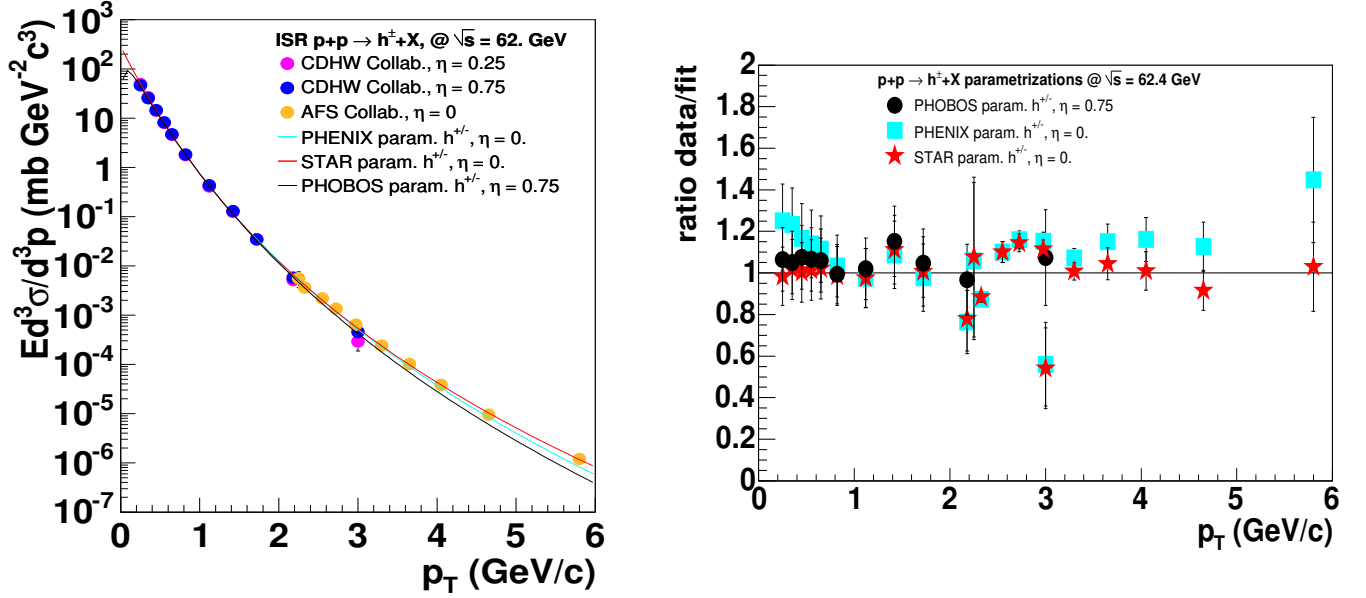 ISR p+p → h± +X, @ √s = 62. GeV
CDHW Collab., η = 0.25
CDHW Collab., η = 0.75
AFS Collab., η = 0
PHENIX param. h+/-, η = 0.
STAR param. h+/-, η = 0.
PHOBOS param. h+/-, η = 0.75
Ed³σ/d³p (mb GeV⁻²c³)
10³
10²
10
1
10⁻¹
10⁻²
10⁻³
10⁻⁴
10⁻⁵
10⁻⁶
10⁻⁷
0 1 2 3 4 5 6
pT (GeV/c)
p+p → h± +X parametrizations @ √s = 62.4 GeV
PHOBOS param. h+/-, η = 0.75
PHENIX param. h+/-, η = 0.
STAR param. h+/-, η = 0.
ratio data/fit
2
1.8
1.6
1.4
1.2
1
0.8
0.6
0.4
0.2
0
0 1 2 3 4 5 6
pT (GeV/c)